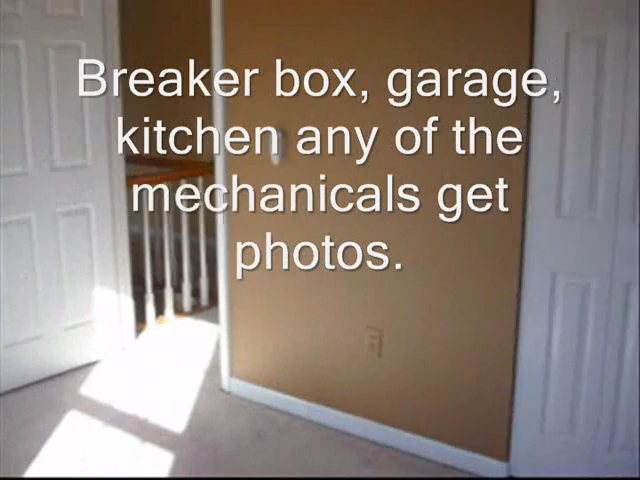 Breaker box, garage,
kitchen any of the
mechanicals get
photos.